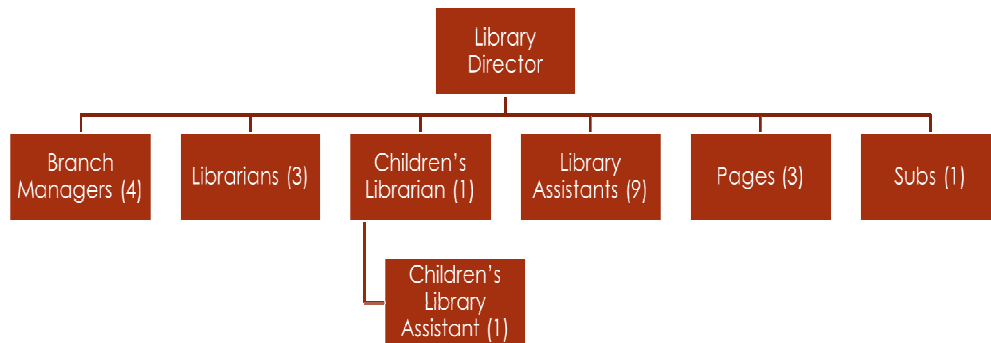 Library
Director
Branch
Managers (4)
Librarians (3)
Children's
Librarian (1)
Library
Assistants (9)
Pages (3)
Subs (1)
Children's
Library
Assistant (1)